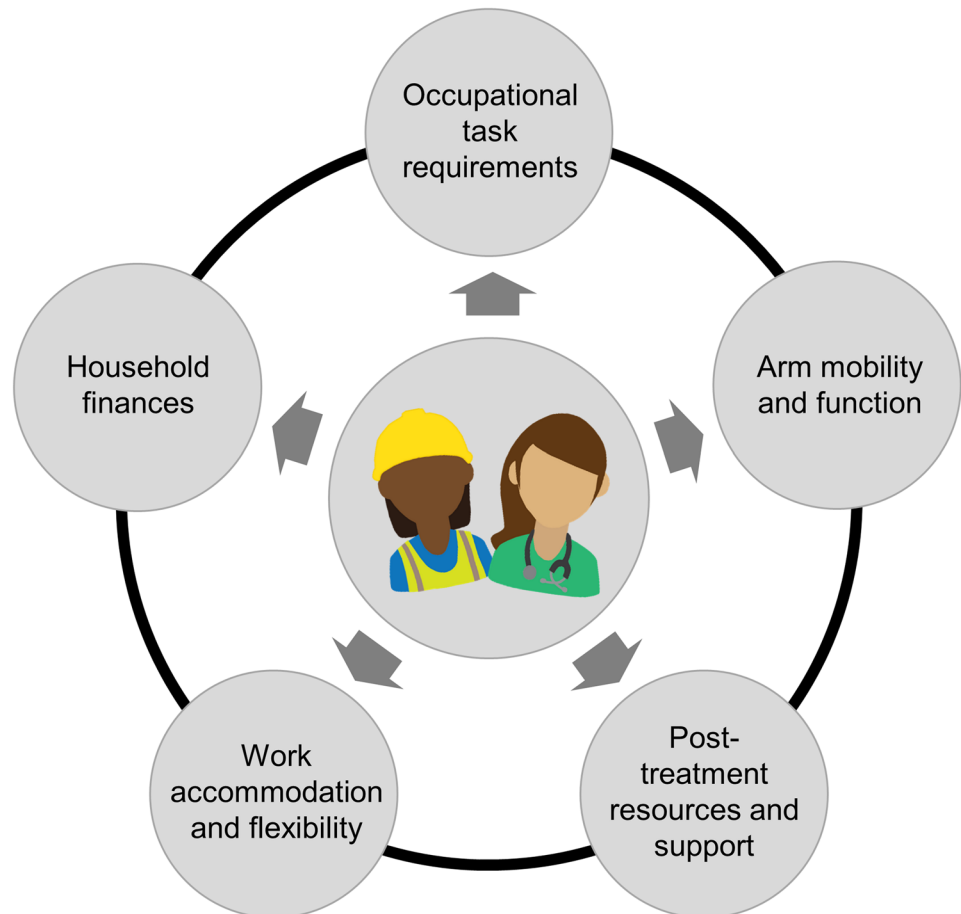 Occupational
task
requirements
Household
finances
Arm mobility
and function
Work
accommodation
and flexibility
Post-
treatment
resources and
support